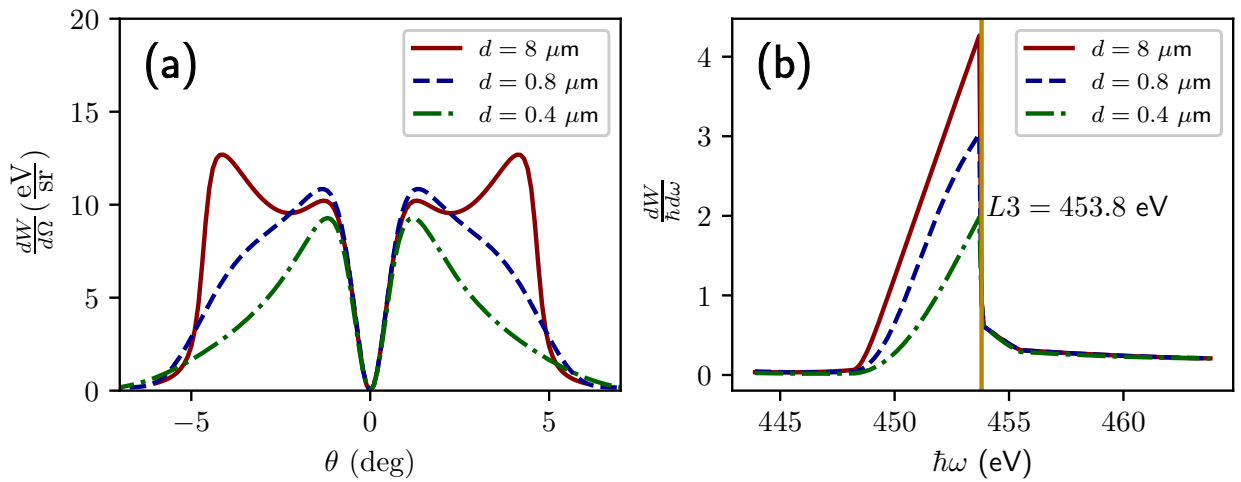 (a)
d = 8 μm
d = 0.8 μm
d = 0.4 μm
20
15
10
5
0
dW/dΩ (eV/sr)
−5
0
5
θ (deg)
(b)
d = 8 μm
d = 0.8 μm
d = 0.4 μm
4
3
2
1
0
dW/ħdω
L3 = 453.8 eV
445
450
455
460
ħω (eV)